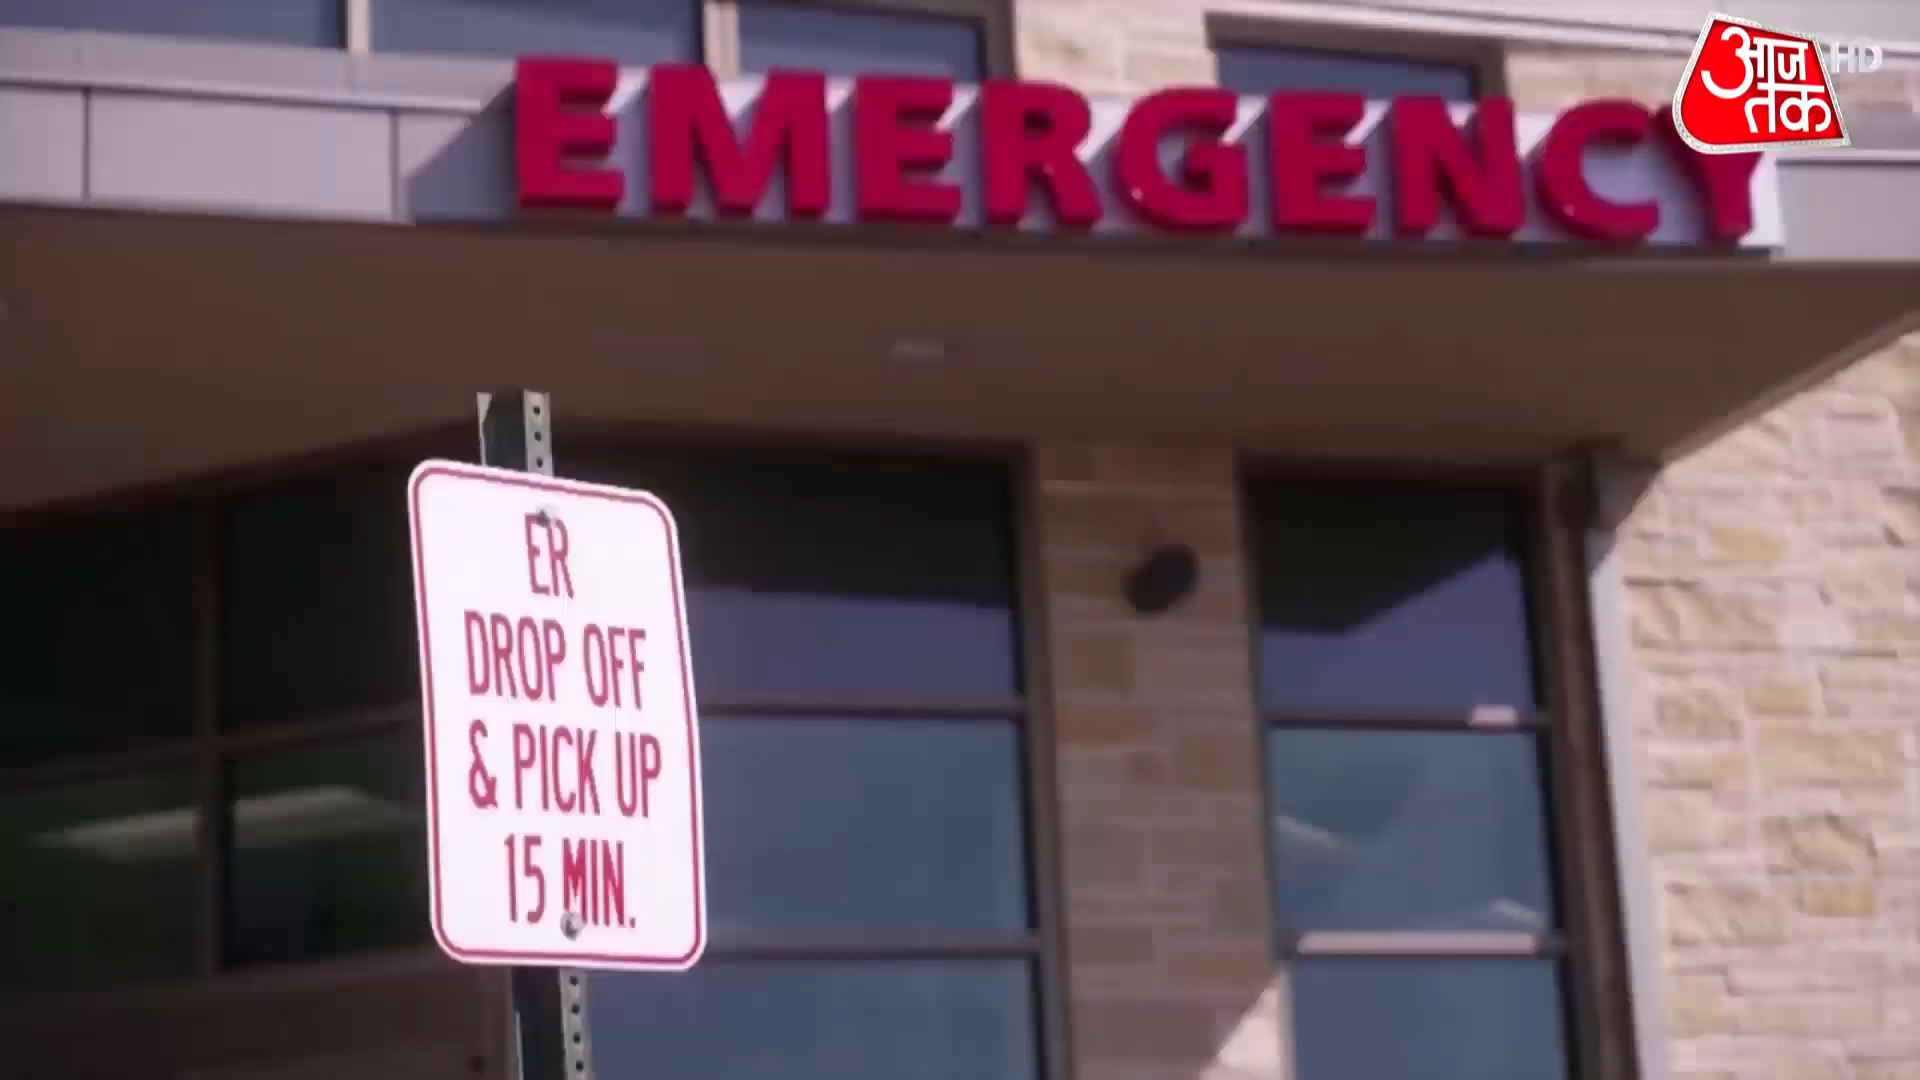 EMERGENCY
आज
तक
HD
ER
DROP OFF
& PICK UP
15 MIN.